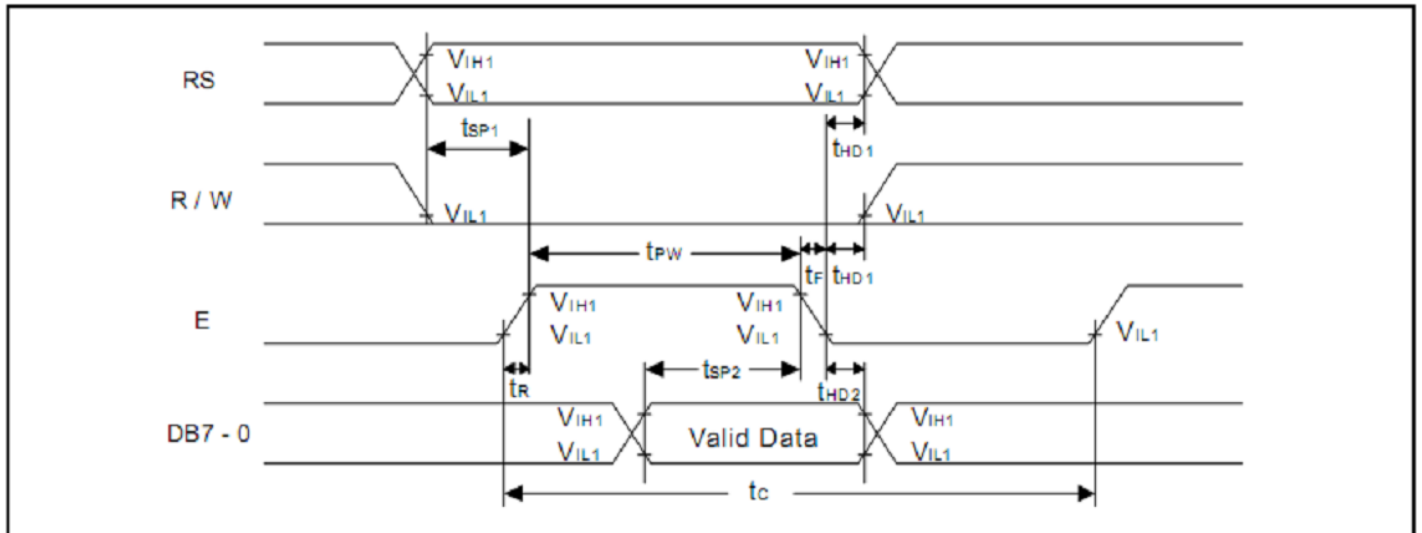 RS
VIH1
VIH1
VIL1
VIL1
tSP1
tHD1
R / W
VIL1
VIL1
tPW
tF
tHD1
E
VIH1
VIH1
VIL1
VIL1
VIL1
tR
tSP2
tHD2
DB7 - 0
VIH1
Valid Data
VIH1
VIL1
VIL1
tC